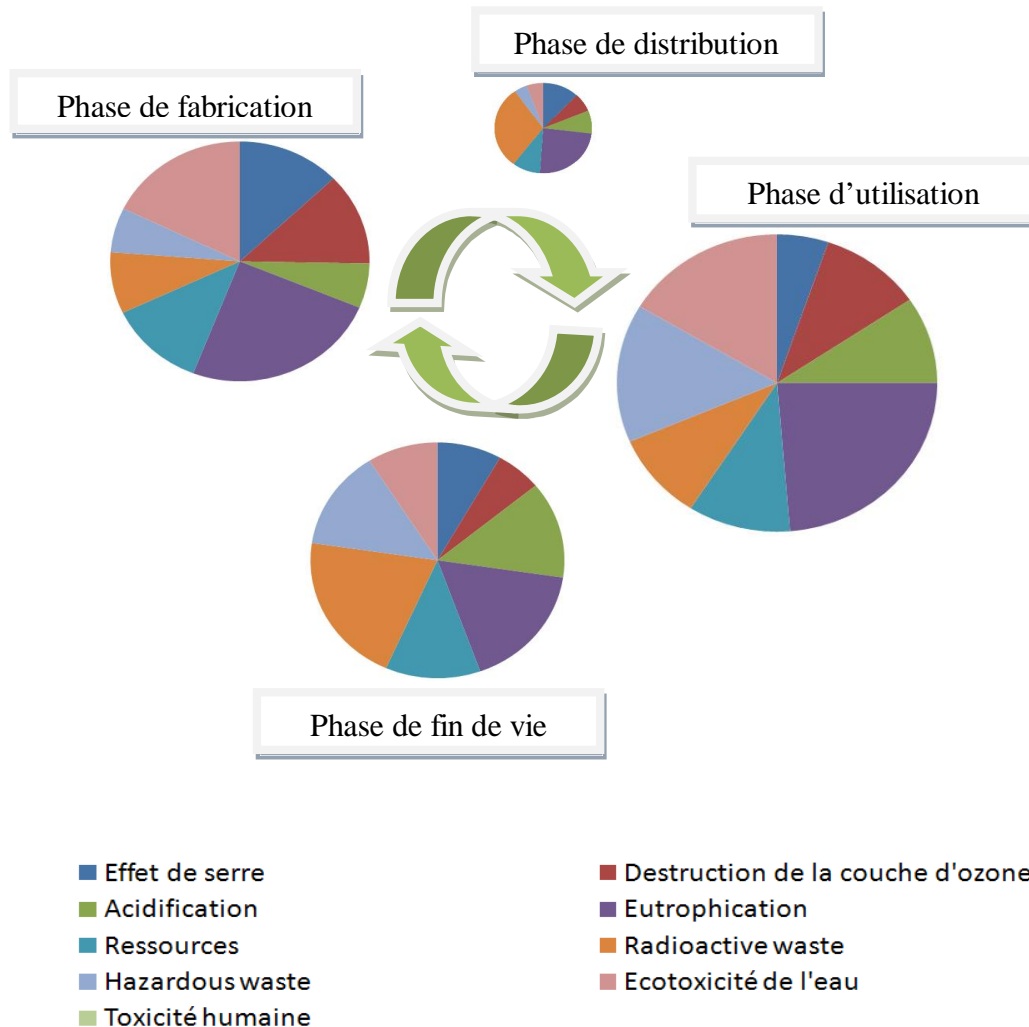 Phase de distribution
Phase de fabrication
Phase d’utilisation
Phase de fin de vie
Effet de serre
Destruction de la couche d'ozone
Acidification
Eutrophication
Ressources
Radioactive waste
Hazardous waste
Ecotoxicité de l'eau
Toxicité humaine